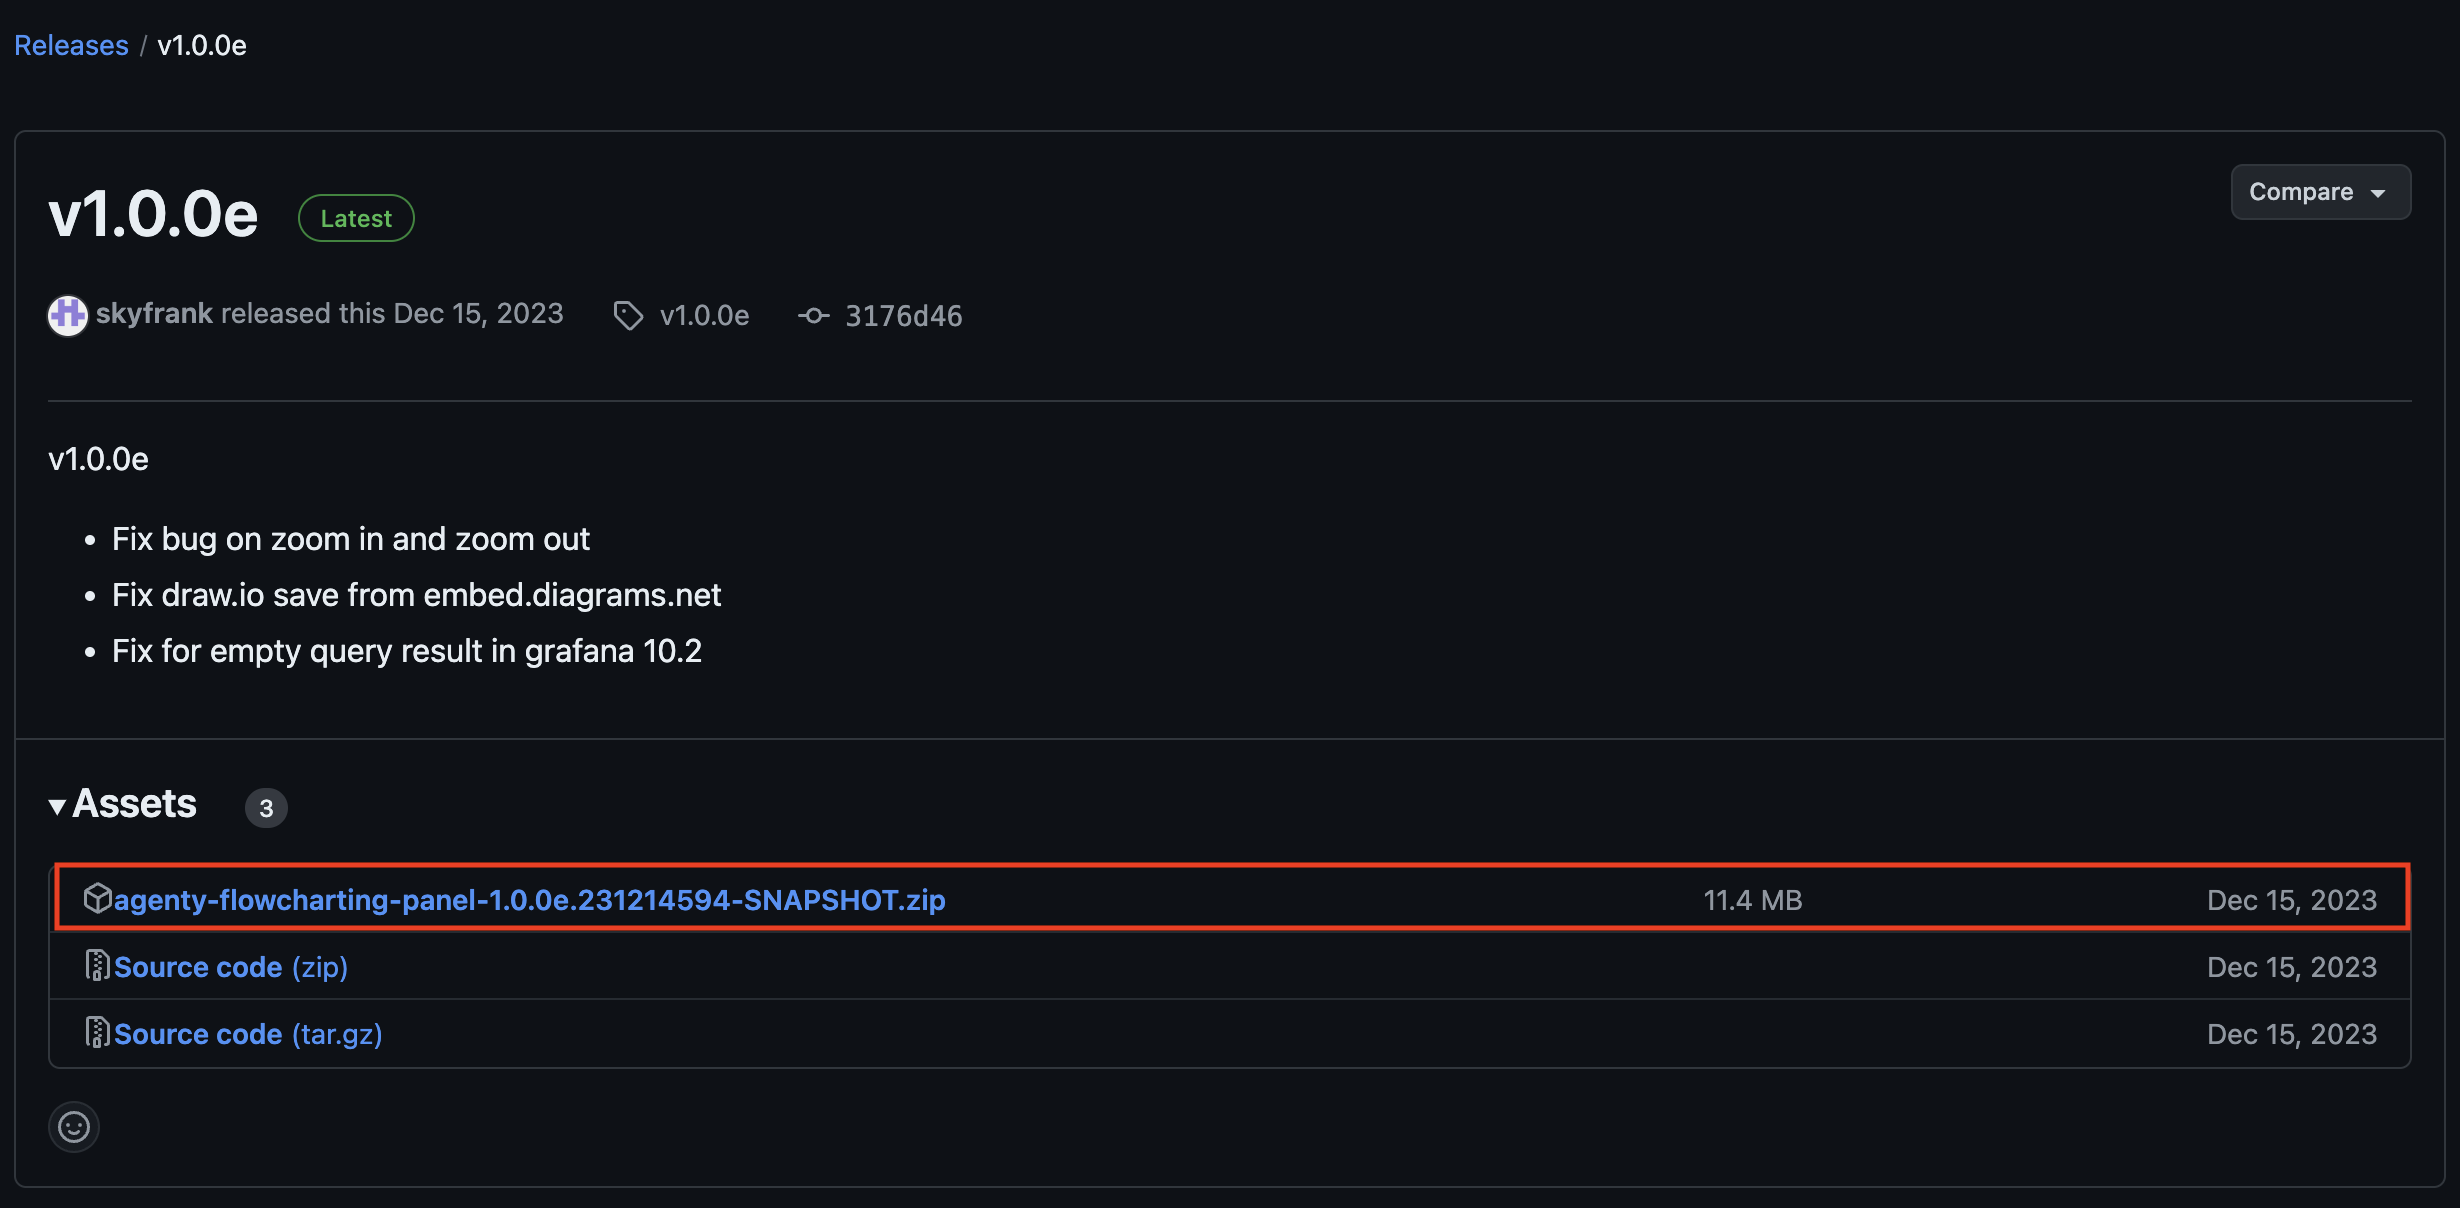 Releases / v1.0.0e
v1.0.0e Latest Compare
skyfrank released this Dec 15, 2023 v1.0.0e 3176d46
v1.0.0e
• Fix bug on zoom in and zoom out
• Fix draw.io save from embed.diagrams.net
• Fix for empty query result in grafana 10.2
Assets 3
agenty-flowcharting-panel-1.0.0e.231214594-SNAPSHOT.zip 11.4 MB Dec 15, 2023
Source code (zip) Dec 15, 2023
Source code (tar.gz) Dec 15, 2023